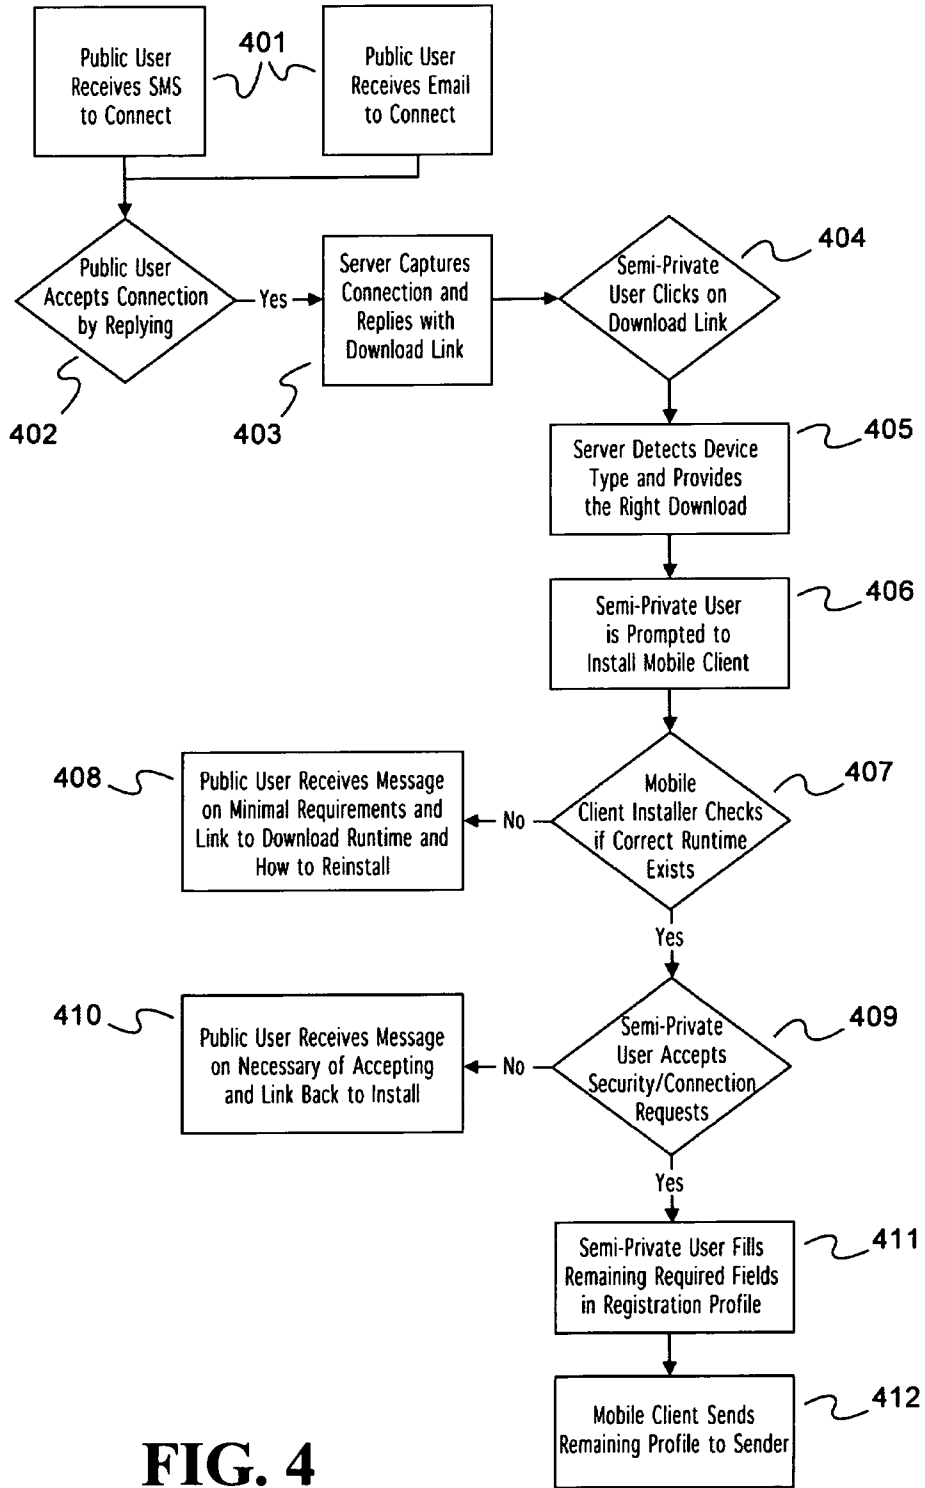 Public User
Receives SMS
to Connect
401
Public User
Receives Email
to Connect
Public User
Accepts Connection
by Replying
402
Yes
Server Captures
Connection and
Replies with
Download Link
403
Semi-Private
User Clicks on
Download Link
404
Server Detects Device
Type and Provides
the Right Download
405
Semi-Private User
is Prompted to
Install Mobile Client
406
Mobile
Client Installer Checks
if Correct Runtime
Exists
407
No
408
Public User Receives Message
on Minimal Requirements and
Link to Download Runtime and
How to Reinstall
Yes
Semi-Private
User Accepts
Security/Connection
Requests
409
No
410
Public User Receives Message
on Necessary of Accepting
and Link Back to Install
Yes
Semi-Private User Fills
Remaining Required Fields
in Registration Profile
411
Mobile Client Sends
Remaining Profile to Sender
412
FIG. 4